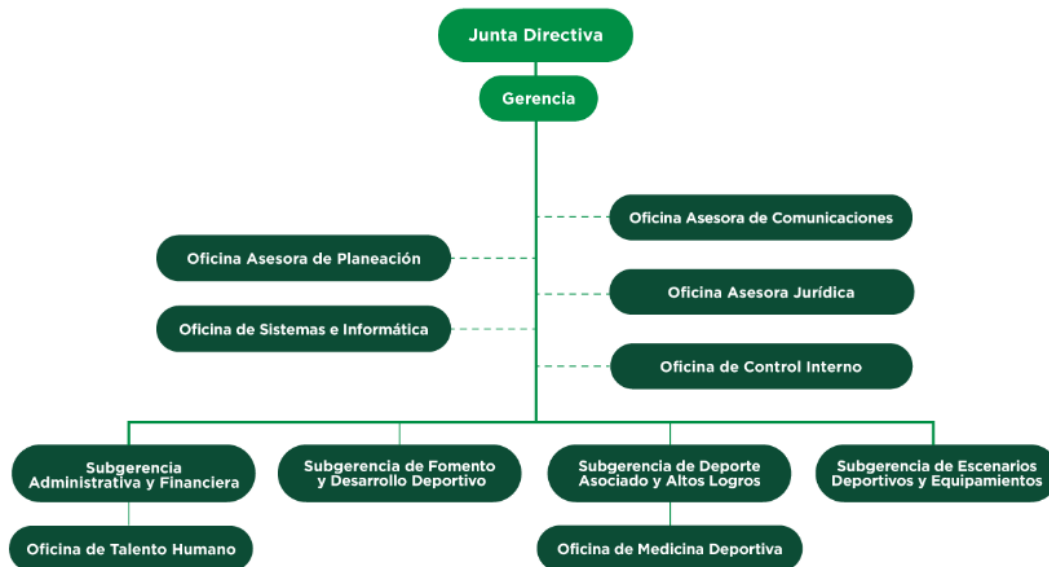 Junta Directiva
Gerencia
Oficina Asesora de Comunicaciones
Oficina Asesora de Planeación
Oficina Asesora Jurídica
Oficina de Sistemas e Informática
Oficina de Control Interno
Subgerencia
Administrativa y Financiera
Subgerencia de Fomento
y Desarrollo Deportivo
Subgerencia de Deporte
Asociado y Altos Logros
Subgerencia de Escenarios
Deportivos y Equipamientos
Oficina de Talento Humano
Oficina de Medicina Deportiva